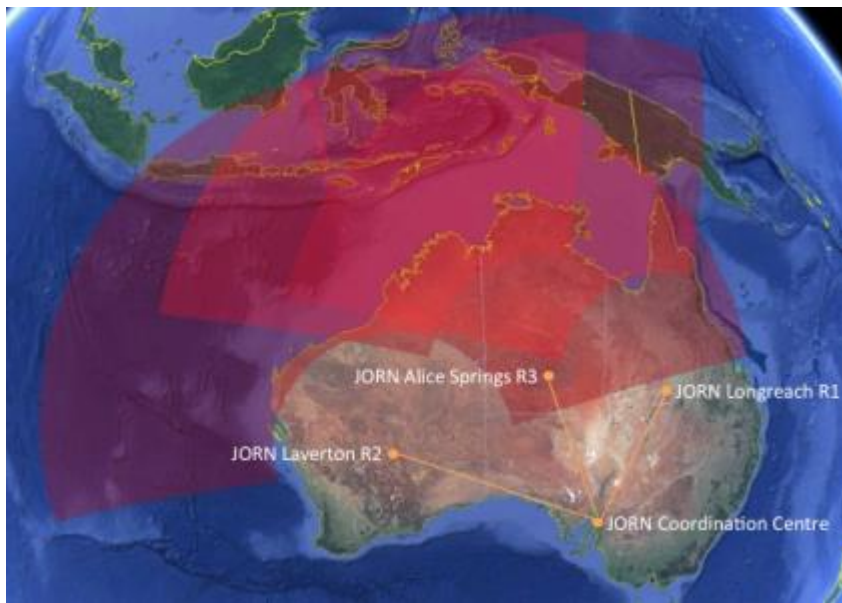 JORN Alice Springs R3
JORN Longreach R1
JORN Laverton R2
JORN Coordination Centre